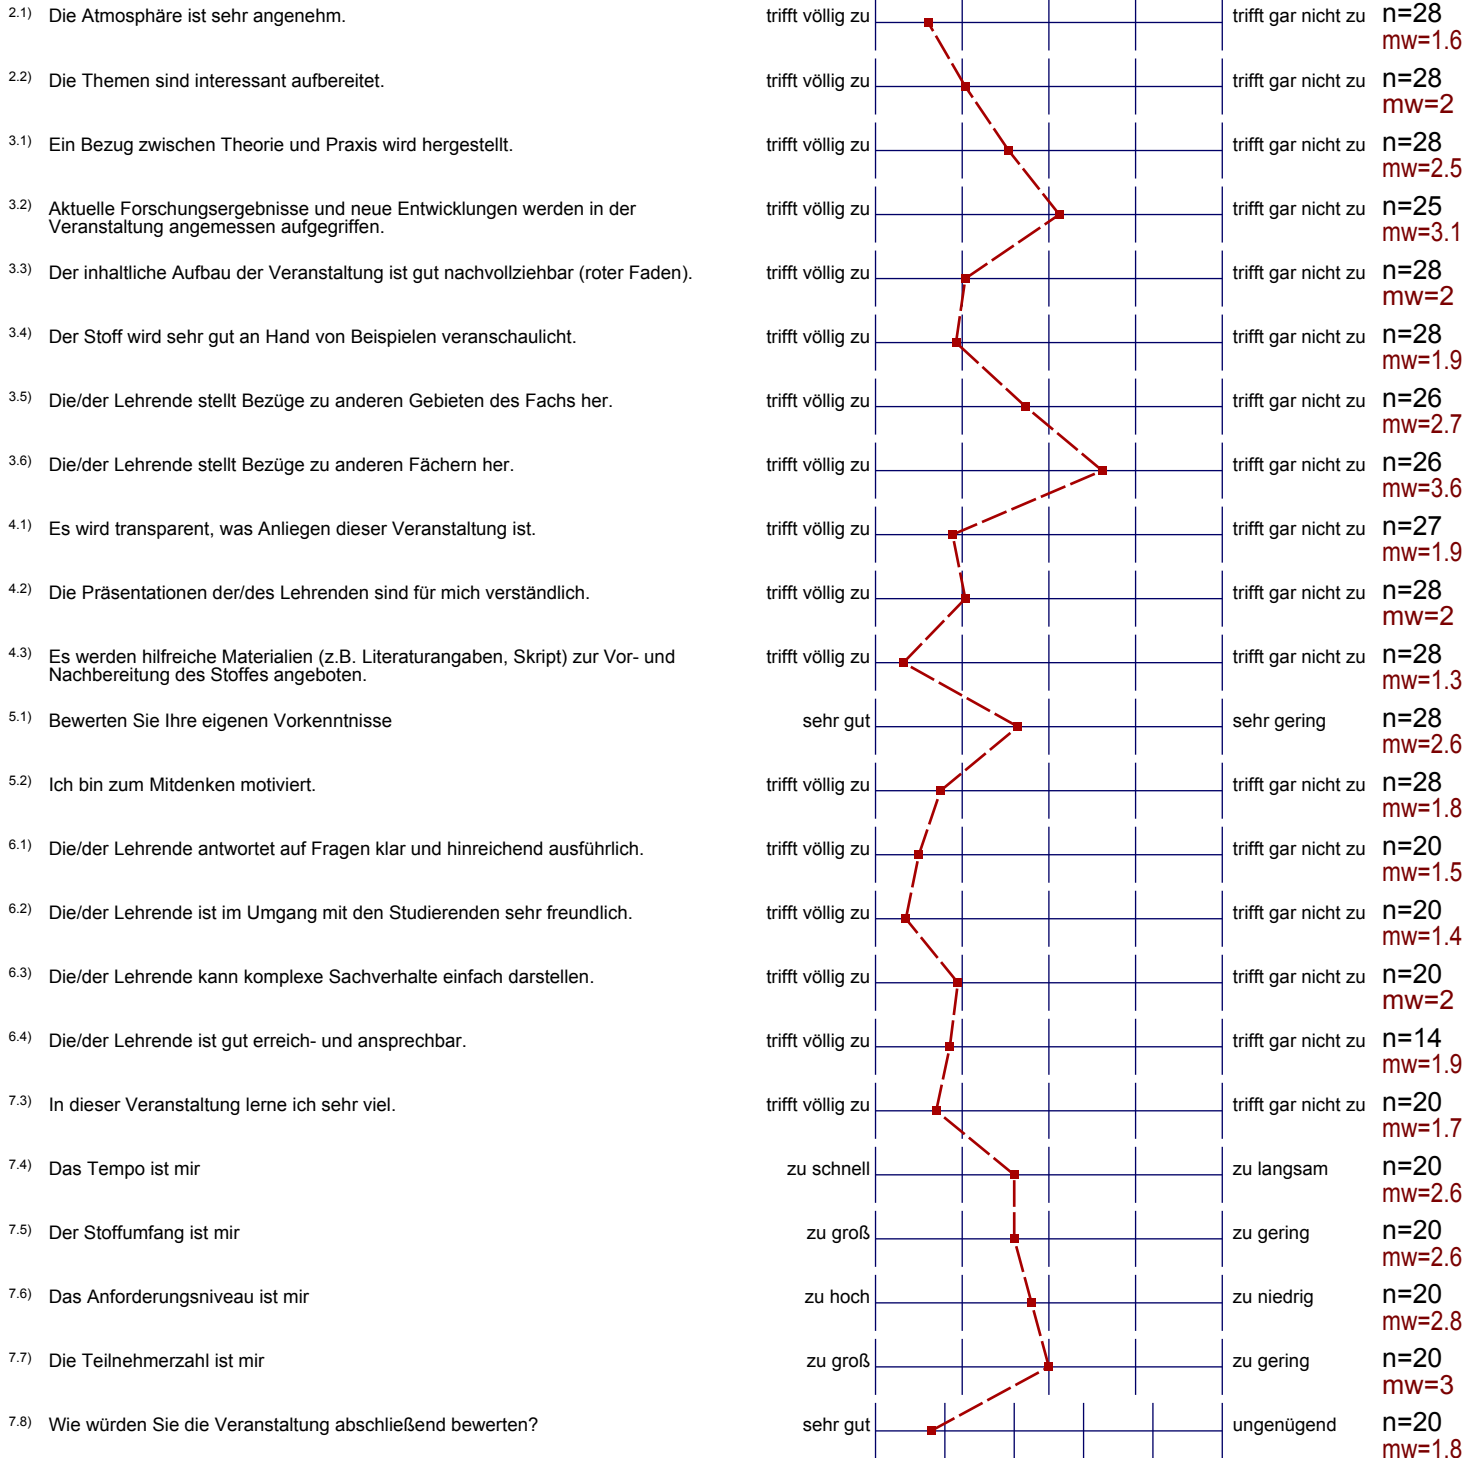 2.1) Die Atmosphäre ist sehr angenehm. trifft völlig zu trifft gar nicht zu n=28
mw=1.6
2.2) Die Themen sind interessant aufbereitet. trifft völlig zu trifft gar nicht zu n=28
mw=2
3.1) Ein Bezug zwischen Theorie und Praxis wird hergestellt. trifft völlig zu trifft gar nicht zu n=28
mw=2.5
3.2) Aktuelle Forschungsergebnisse und neue Entwicklungen werden in der trifft völlig zu trifft gar nicht zu n=25
Veranstaltung angemessen aufgegriffen. mw=3.1
3.3) Der inhaltliche Aufbau der Veranstaltung ist gut nachvollziehbar (roter Faden). trifft völlig zu trifft gar nicht zu n=28
mw=2
3.4) Der Stoff wird sehr gut an Hand von Beispielen veranschaulicht. trifft völlig zu trifft gar nicht zu n=28
mw=1.9
3.5) Die/der Lehrende stellt Bezüge zu anderen Gebieten des Fachs her. trifft völlig zu trifft gar nicht zu n=26
mw=2.7
3.6) Die/der Lehrende stellt Bezüge zu anderen Fächern her. trifft völlig zu trifft gar nicht zu n=26
mw=3.6
4.1) Es wird transparent, was Anliegen dieser Veranstaltung ist. trifft völlig zu trifft gar nicht zu n=27
mw=1.9
4.2) Die Präsentationen der/des Lehrenden sind für mich verständlich. trifft völlig zu trifft gar nicht zu n=28
mw=2
4.3) Es werden hilfreiche Materialien (z.B. Literaturangaben, Skript) zur Vor- und trifft völlig zu trifft gar nicht zu n=28
Nachbereitung des Stoffes angeboten. mw=1.3
5.1) Bewerten Sie Ihre eigenen Vorkenntnisse sehr gut sehr gering n=28
mw=2.6
5.2) Ich bin zum Mitdenken motiviert. trifft völlig zu trifft gar nicht zu n=28
mw=1.8
6.1) Die/der Lehrende antwortet auf Fragen klar und hinreichend ausführlich. trifft völlig zu trifft gar nicht zu n=20
mw=1.5
6.2) Die/der Lehrende ist im Umgang mit den Studierenden sehr freundlich. trifft völlig zu trifft gar nicht zu n=20
mw=1.4
6.3) Die/der Lehrende kann komplexe Sachverhalte einfach darstellen. trifft völlig zu trifft gar nicht zu n=20
mw=2
6.4) Die/der Lehrende ist gut erreich- und ansprechbar. trifft völlig zu trifft gar nicht zu n=14
mw=1.9
7.3) In dieser Veranstaltung lerne ich sehr viel. trifft völlig zu trifft gar nicht zu n=20
mw=1.7
7.4) Das Tempo ist mir zu schnell zu langsam n=20
mw=2.6
7.5) Der Stoffumfang ist mir zu groß zu gering n=20
mw=2.6
7.6) Das Anforderungsniveau ist mir zu hoch zu niedrig n=20
mw=2.8
7.7) Die Teilnehmerzahl ist mir zu groß zu gering n=20
mw=3
7.8) Wie würden Sie die Veranstaltung abschließend bewerten? sehr gut ungenügend n=20
mw=1.8